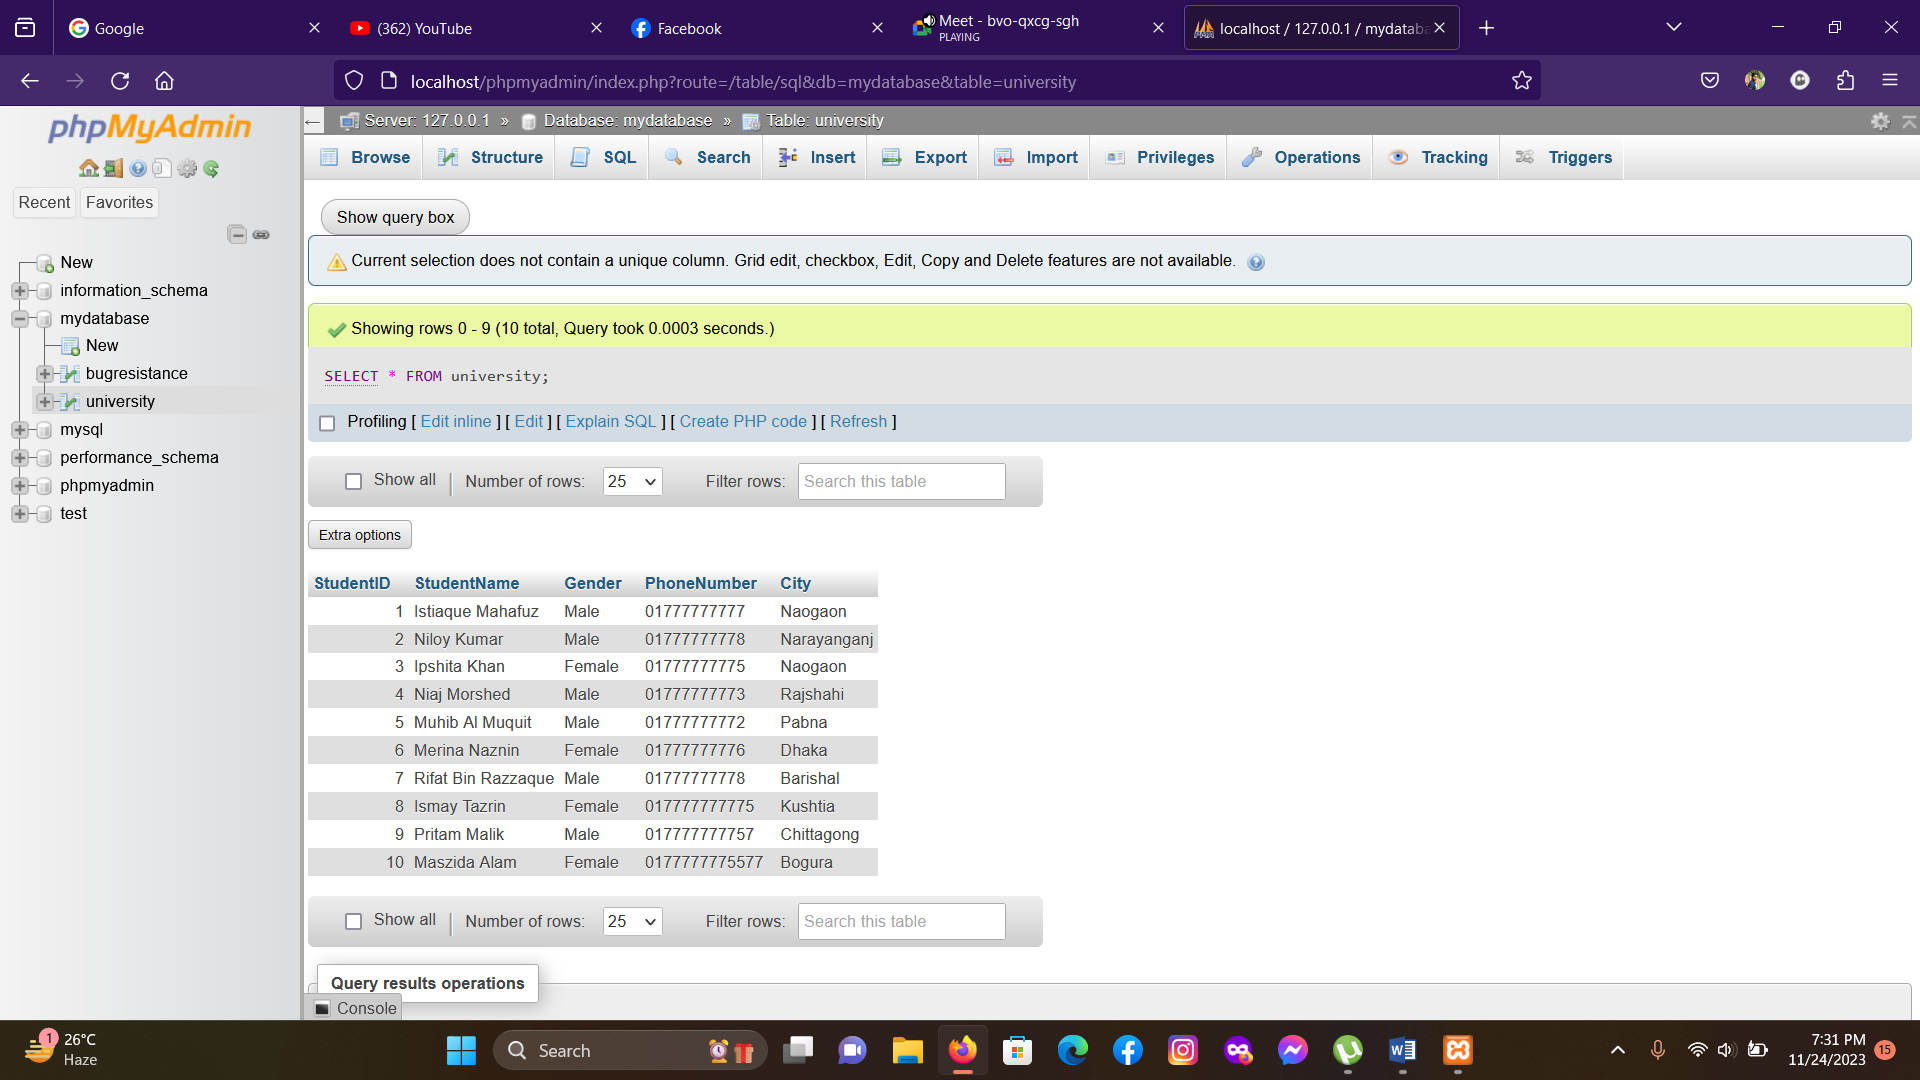 Google
(362) YouTube
Facebook
Meet - bvo-qxcg-sgh
PLAYING
localhost / 127.0.0.1 / mydataba
localhost/phpmyadmin/index.php?route=/table/sql&db=mydatabase&table=university
phpMyAdmin
Recent Favorites
New
information_schema
mydatabase
New
bugresistance
university
mysql
performance_schema
phpmyadmin
test
Server: 127.0.0.1 » Database: mydatabase » Table: university
Browse Structure SQL Search Insert Export Import Privileges Operations Tracking Triggers
Show query box
Current selection does not contain a unique column. Grid edit, checkbox, Edit, Copy and Delete features are not available.
Showing rows 0 - 9 (10 total, Query took 0.0003 seconds.)
SELECT * FROM university;
Profiling [ Edit inline ] [ Edit ] [ Explain SQL ] [ Create PHP code ] [ Refresh ]
Show all | Number of rows: 25 Filter rows: Search this table
Extra options
StudentID StudentName Gender PhoneNumber City
1 Istiaque Mahafuz Male 01777777777 Naogaon
2 Niloy Kumar Male 01777777778 Narayanganj
3 Ipshita Khan Female 01777777775 Naogaon
4 Niaj Morshed Male 01777777773 Rajshahi
5 Muhib Al Muquit Male 01777777772 Pabna
6 Merina Naznin Female 01777777776 Dhaka
7 Rifat Bin Razzaque Male 01777777778 Barishal
8 Ismay Tazrin Female 017777777775 Kushtia
9 Pritam Malik Male 017777777757 Chittagong
10 Maszida Alam Female 0177777775577 Bogura
Show all | Number of rows: 25 Filter rows: Search this table
Query results operations
Console
1
26°C
Haze
Search
7:31 PM
11/24/2023
15